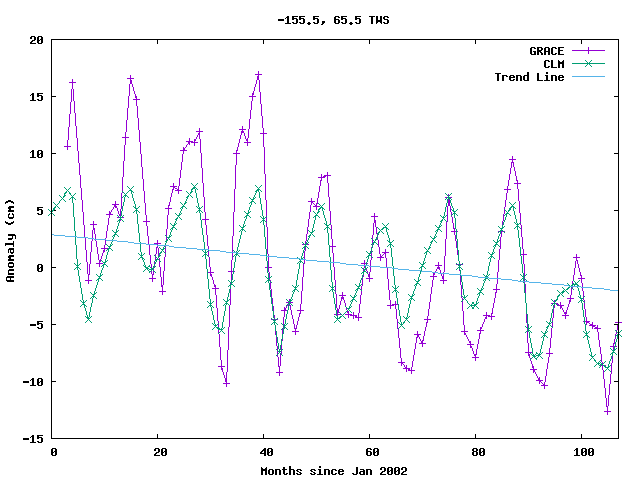 -155.5, 65.5 TWS
GRACE
CLM
Trend Line
20
15
10
5
0
-5
-10
-15
Anomaly (cm)
0 20 40 60 80 100
Months since Jan 2002